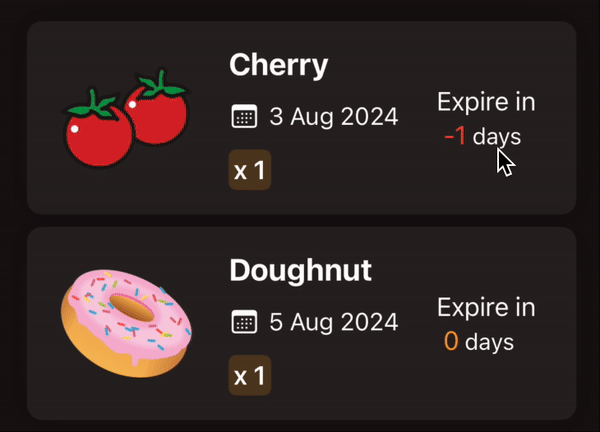 Cherry
3 Aug 2024
x 1
Expire in
-1 days
Doughnut
5 Aug 2024
x 1
Expire in
0 days